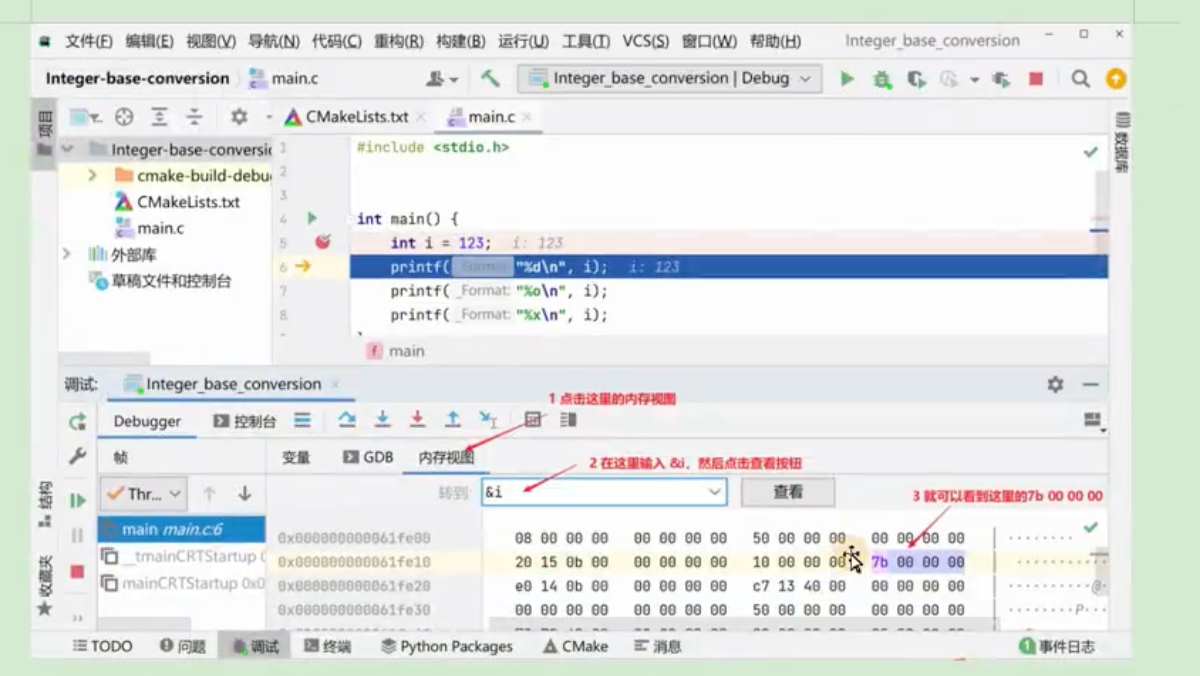 文件(F) 编辑(E) 视图(V) 导航(N) 代码(C) 重构(R) 构建(B) 运行(U) 工具(T) VCS(S) 窗口(W) 帮助(H) Integer_base_conversion
Integer-base-conversion main.c Integer_base_conversion | Debug
项目 CMakeLists.txt main.c
数据库
Integer-base-conversi
cmake-build-debu
CMakeLists.txt
main.c
外部库
草稿文件和控制台
1 #include <stdio.h>
2
3
4 int main() {
5 int i = 123; i: 123
6 printf( _Format: "%d\n", i); i: 123
7 printf( _Format: "%o\n", i);
8 printf( _Format: "%x\n", i);
f main
调试: Integer_base_conversion
1 点击这里的内存视图
Debugger 控制台
帧 变量 GDB 内存视图
2 在这里输入 &i，然后点击查看按钮
Thr... 转到: &i 查看
3 就可以看到这里的7b 00 00 00
main main.c:6
__tmainCRTStartup
mainCRTStartup 0x0
0x000000000061fe00 08 00 00 00 00 00 00 00 50 00 00 00 00 00 00 00 ........
0x000000000061fe10 20 15 0b 00 00 00 00 00 10 00 00 00 7b 00 00 00
0x000000000061fe20 e0 14 0b 00 00 00 00 00 c7 13 40 00 00 00 00 00
0x000000000061fe30 00 00 00 00 00 00 00 00 50 00 00 00 00 00 00 00
结构
收藏夹
TODO 问题 调试 终端 Python Packages CMake 消息 1 事件日志